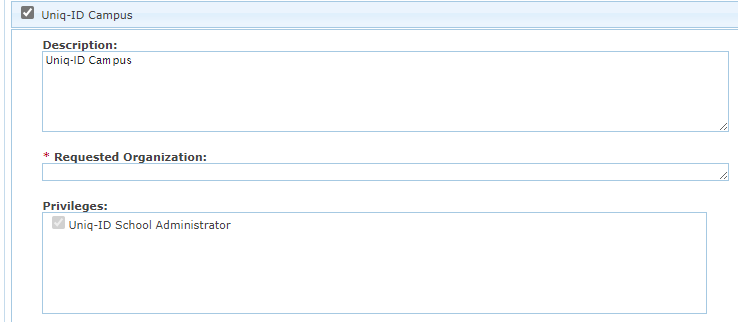 Uniq-ID Campus
Description:
Uniq-ID Campus
* Requested Organization:
Privileges:
Uniq-ID School Administrator